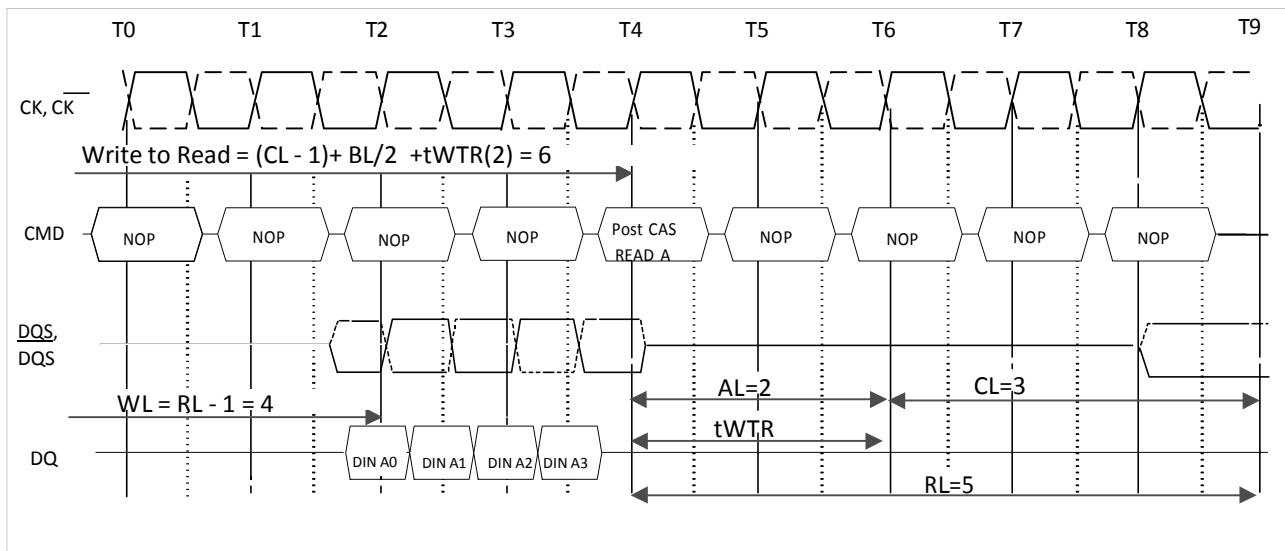 T0 T1 T2 T3 T4 T5 T6 T7 T8 T9
CK, CK
Write to Read = (CL - 1)+ BL/2 +tWTR(2) = 6
CMD NOP NOP NOP NOP Post CAS NOP NOP NOP NOP
READ A
DQS,
DQS
AL=2 CL=3
WL = RL - 1 = 4
tWTR
DQ DIN A0 DIN A1 DIN A2 DIN A3
RL=5